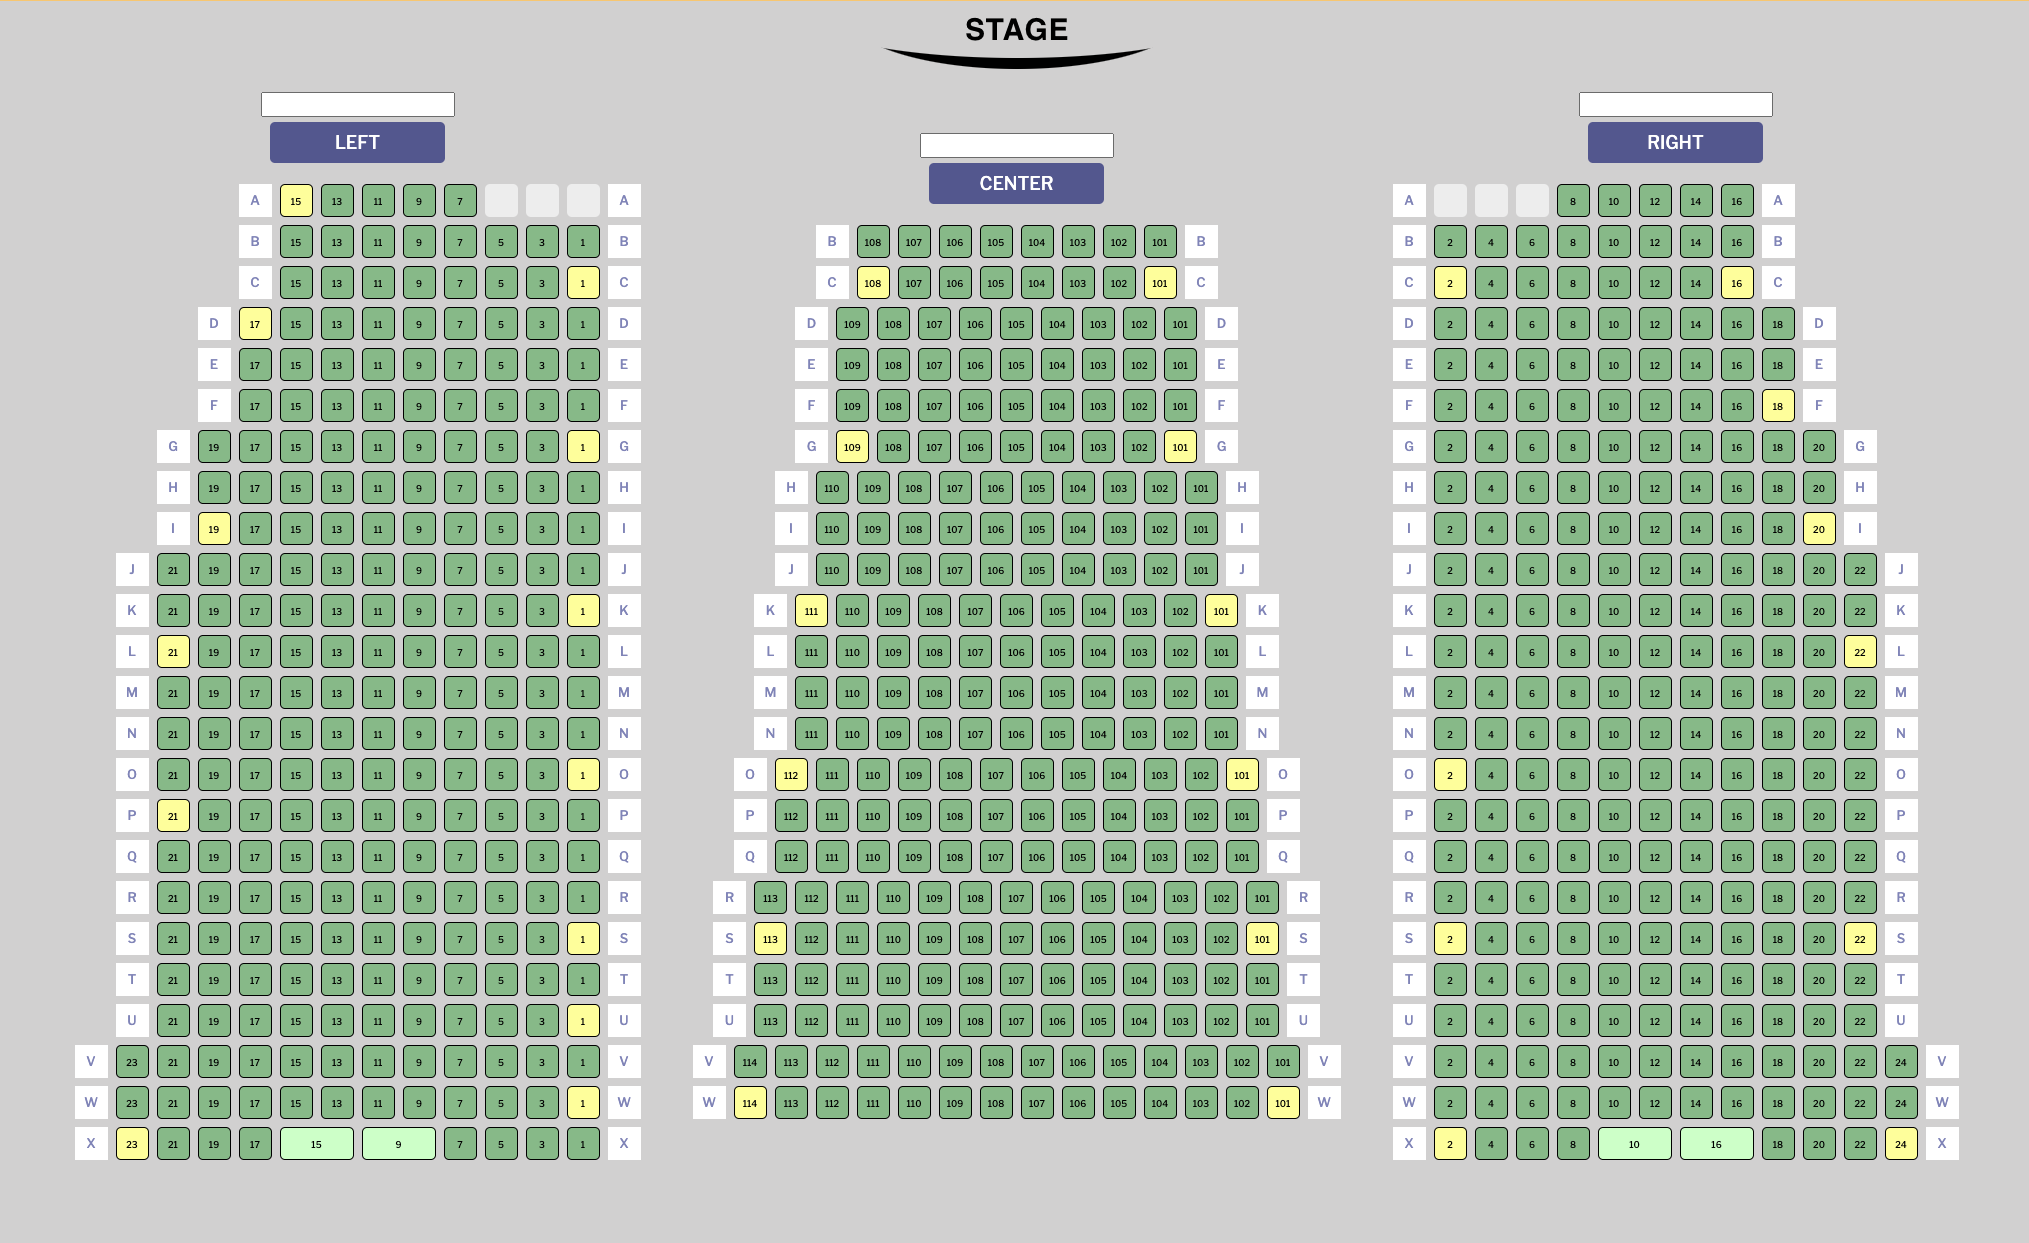 STAGE
LEFT RIGHT
CENTER
A 15 13 11 9 7 A A 8 10 12 14 16 A
B 15 13 11 9 7 5 3 1 B B 108 107 106 105 104 103 102 101 B B 2 4 6 8 10 12 14 16 B
C 15 13 11 9 7 5 3 1 C C 108 107 106 105 104 103 102 101 C C 2 4 6 8 10 12 14 16 C
D 17 15 13 11 9 7 5 3 1 D D 109 108 107 106 105 104 103 102 101 D D 2 4 6 8 10 12 14 16 18 D
E 17 15 13 11 9 7 5 3 1 E E 109 108 107 106 105 104 103 102 101 E E 2 4 6 8 10 12 14 16 18 E
F 17 15 13 11 9 7 5 3 1 F F 109 108 107 106 105 104 103 102 101 F F 2 4 6 8 10 12 14 16 18 F
G 19 17 15 13 11 9 7 5 3 1 G G 109 108 107 106 105 104 103 102 101 G G 2 4 6 8 10 12 14 16 18 20 G
H 19 17 15 13 11 9 7 5 3 1 H H 110 109 108 107 106 105 104 103 102 101 H H 2 4 6 8 10 12 14 16 18 20 H
I 19 17 15 13 11 9 7 5 3 1 I I 110 109 108 107 106 105 104 103 102 101 I I 2 4 6 8 10 12 14 16 18 20 I
J 21 19 17 15 13 11 9 7 5 3 1 J J 110 109 108 107 106 105 104 103 102 101 J J 2 4 6 8 10 12 14 16 18 20 22 J
K 21 19 17 15 13 11 9 7 5 3 1 K K 111 110 109 108 107 106 105 104 103 102 101 K K 2 4 6 8 10 12 14 16 18 20 22 K
L 21 19 17 15 13 11 9 7 5 3 1 L L 111 110 109 108 107 106 105 104 103 102 101 L L 2 4 6 8 10 12 14 16 18 20 22 L
M 21 19 17 15 13 11 9 7 5 3 1 M M 111 110 109 108 107 106 105 104 103 102 101 M M 2 4 6 8 10 12 14 16 18 20 22 M
N 21 19 17 15 13 11 9 7 5 3 1 N N 111 110 109 108 107 106 105 104 103 102 101 N N 2 4 6 8 10 12 14 16 18 20 22 N
O 21 19 17 15 13 11 9 7 5 3 1 O O 112 111 110 109 108 107 106 105 104 103 102 101 O O 2 4 6 8 10 12 14 16 18 20 22 O
P 21 19 17 15 13 11 9 7 5 3 1 P P 112 111 110 109 108 107 106 105 104 103 102 101 P P 2 4 6 8 10 12 14 16 18 20 22 P
Q 21 19 17 15 13 11 9 7 5 3 1 Q Q 112 111 110 109 108 107 106 105 104 103 102 101 Q Q 2 4 6 8 10 12 14 16 18 20 22 Q
R 21 19 17 15 13 11 9 7 5 3 1 R R 113 112 111 110 109 108 107 106 105 104 103 102 101 R R 2 4 6 8 10 12 14 16 18 20 22 R
S 21 19 17 15 13 11 9 7 5 3 1 S S 113 112 111 110 109 108 107 106 105 104 103 102 101 S S 2 4 6 8 10 12 14 16 18 20 22 S
T 21 19 17 15 13 11 9 7 5 3 1 T T 113 112 111 110 109 108 107 106 105 104 103 102 101 T T 2 4 6 8 10 12 14 16 18 20 22 T
U 21 19 17 15 13 11 9 7 5 3 1 U U 113 112 111 110 109 108 107 106 105 104 103 102 101 U U 2 4 6 8 10 12 14 16 18 20 22 U
V 23 21 19 17 15 13 11 9 7 5 3 1 V V 114 113 112 111 110 109 108 107 106 105 104 103 102 101 V V 2 4 6 8 10 12 14 16 18 20 22 24 V
W 23 21 19 17 15 13 11 9 7 5 3 1 W W 114 113 112 111 110 109 108 107 106 105 104 103 102 101 W W 2 4 6 8 10 12 14 16 18 20 22 24 W
X 23 21 19 17 15 9 7 5 3 1 X X 2 4 6 8 10 16 18 20 22 24 X